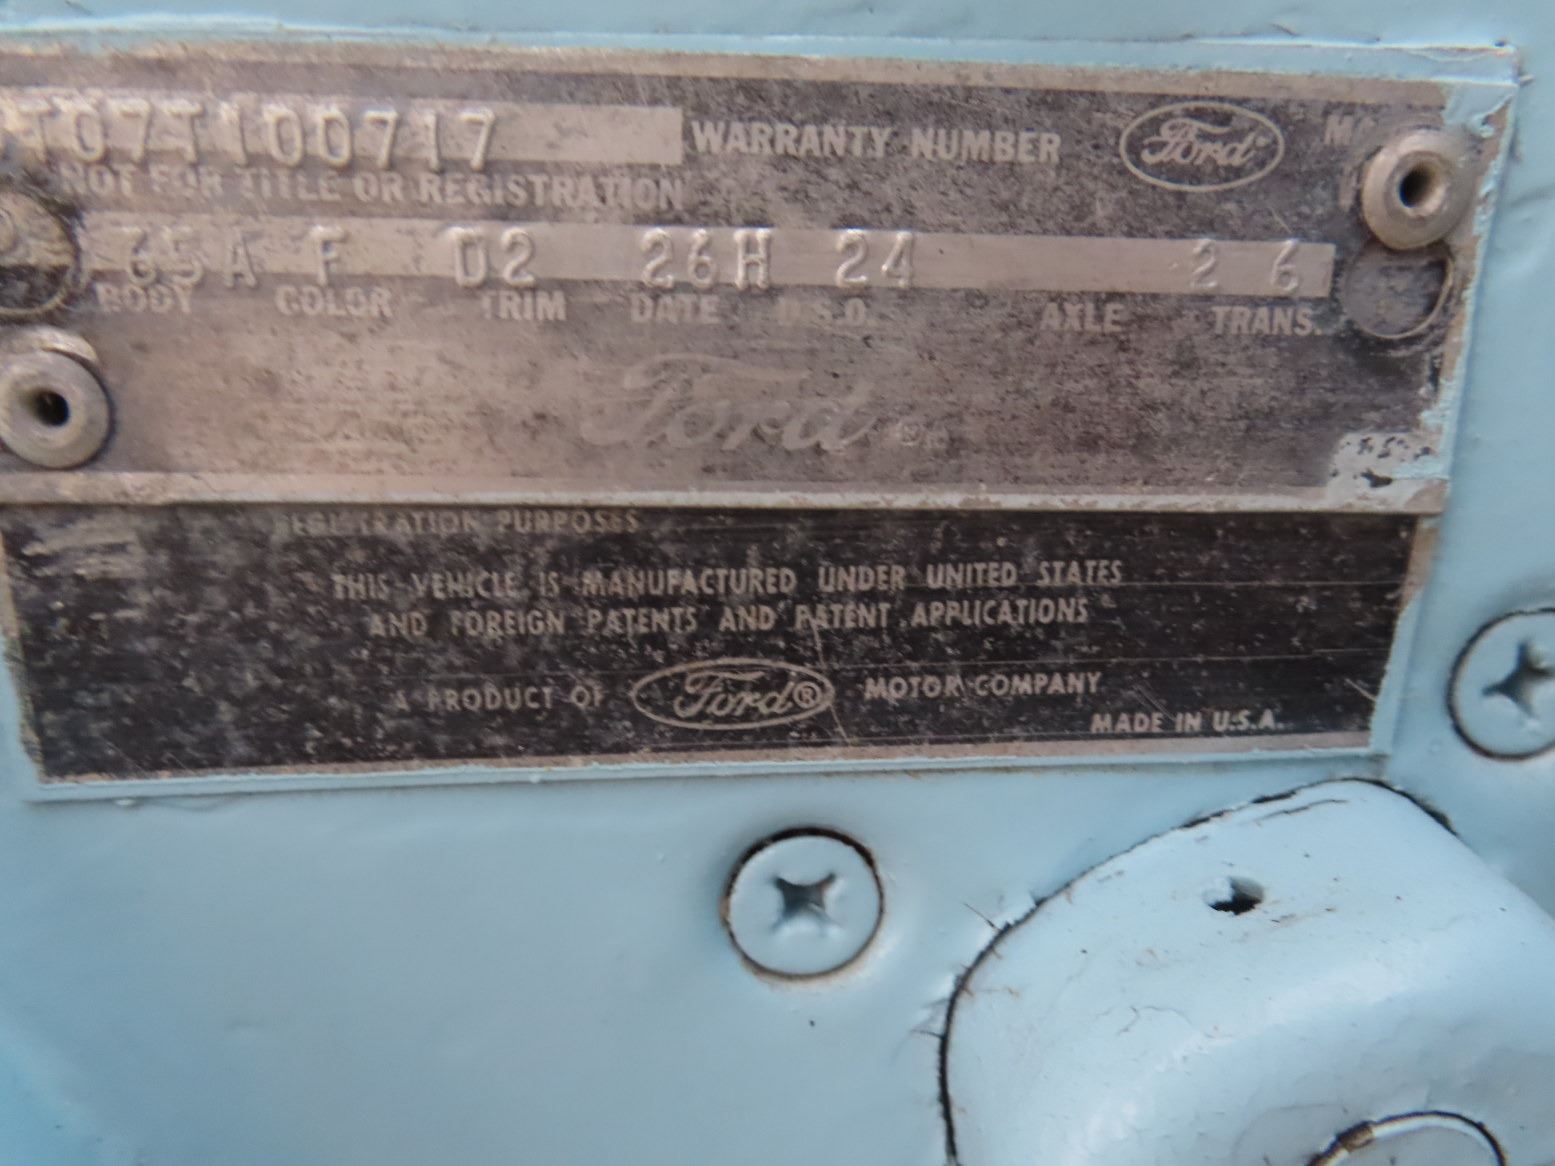 T07T100717 WARRANTY NUMBER Ford
NOT FOR TITLE OR REGISTRATION
65A F D2 26H 24 2 6
BODY COLOR TRIM DATE D.S.O. AXLE TRANS.
Ford
REGISTRATION PURPOSES
THIS VEHICLE IS MANUFACTURED UNDER UNITED STATES
AND FOREIGN PATENTS AND PATENT APPLICATIONS
A PRODUCT OF Ford® MOTOR COMPANY
MADE IN U.S.A.